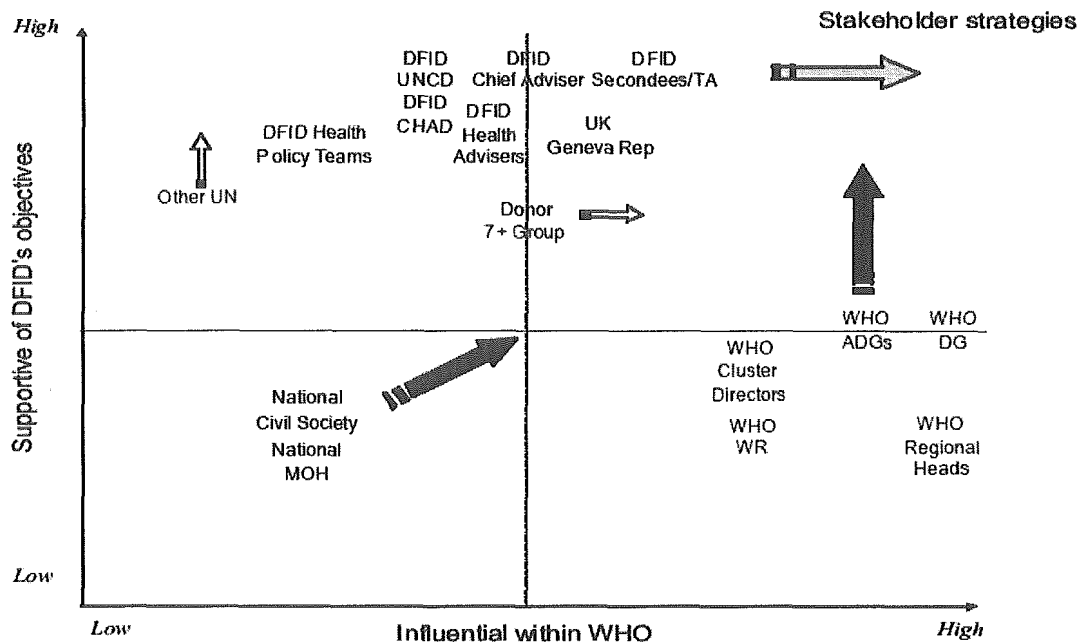 Stakeholder strategies
High
DFID
UNCD
DFID
Chief Adviser
DFID
Secondees/TA
DFID
CHAD
DFID
Health
Advisers
UK
Geneva Rep
DFID Health
Policy Teams
Other UN
Donor
7+ Group
Supportive of DFID's objectives
WHO
ADGs
WHO
DG
WHO
Cluster
Directors
National
Civil Society
National
MOH
WHO
WR
WHO
Regional
Heads
Low
Low
Influential within WHO
High